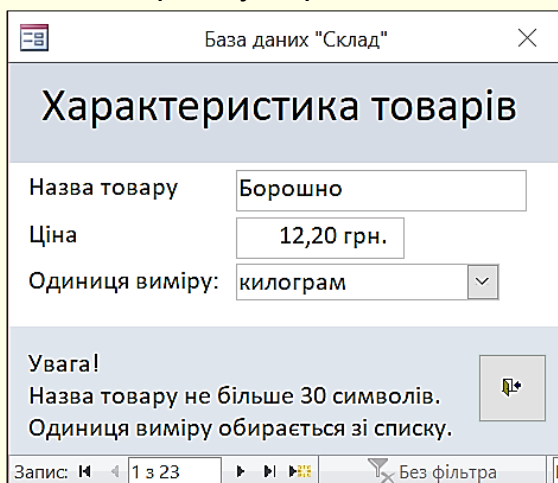 База даних "Склад"
Характеристика товарів
Назва товару Борошно
Ціна 12,20 грн.
Одиниця виміру: килограм
Увага!
Назва товару не більше 30 символів.
Одиниця виміру обирається зі списку.
Запис: 1 з 23 Без фільтра